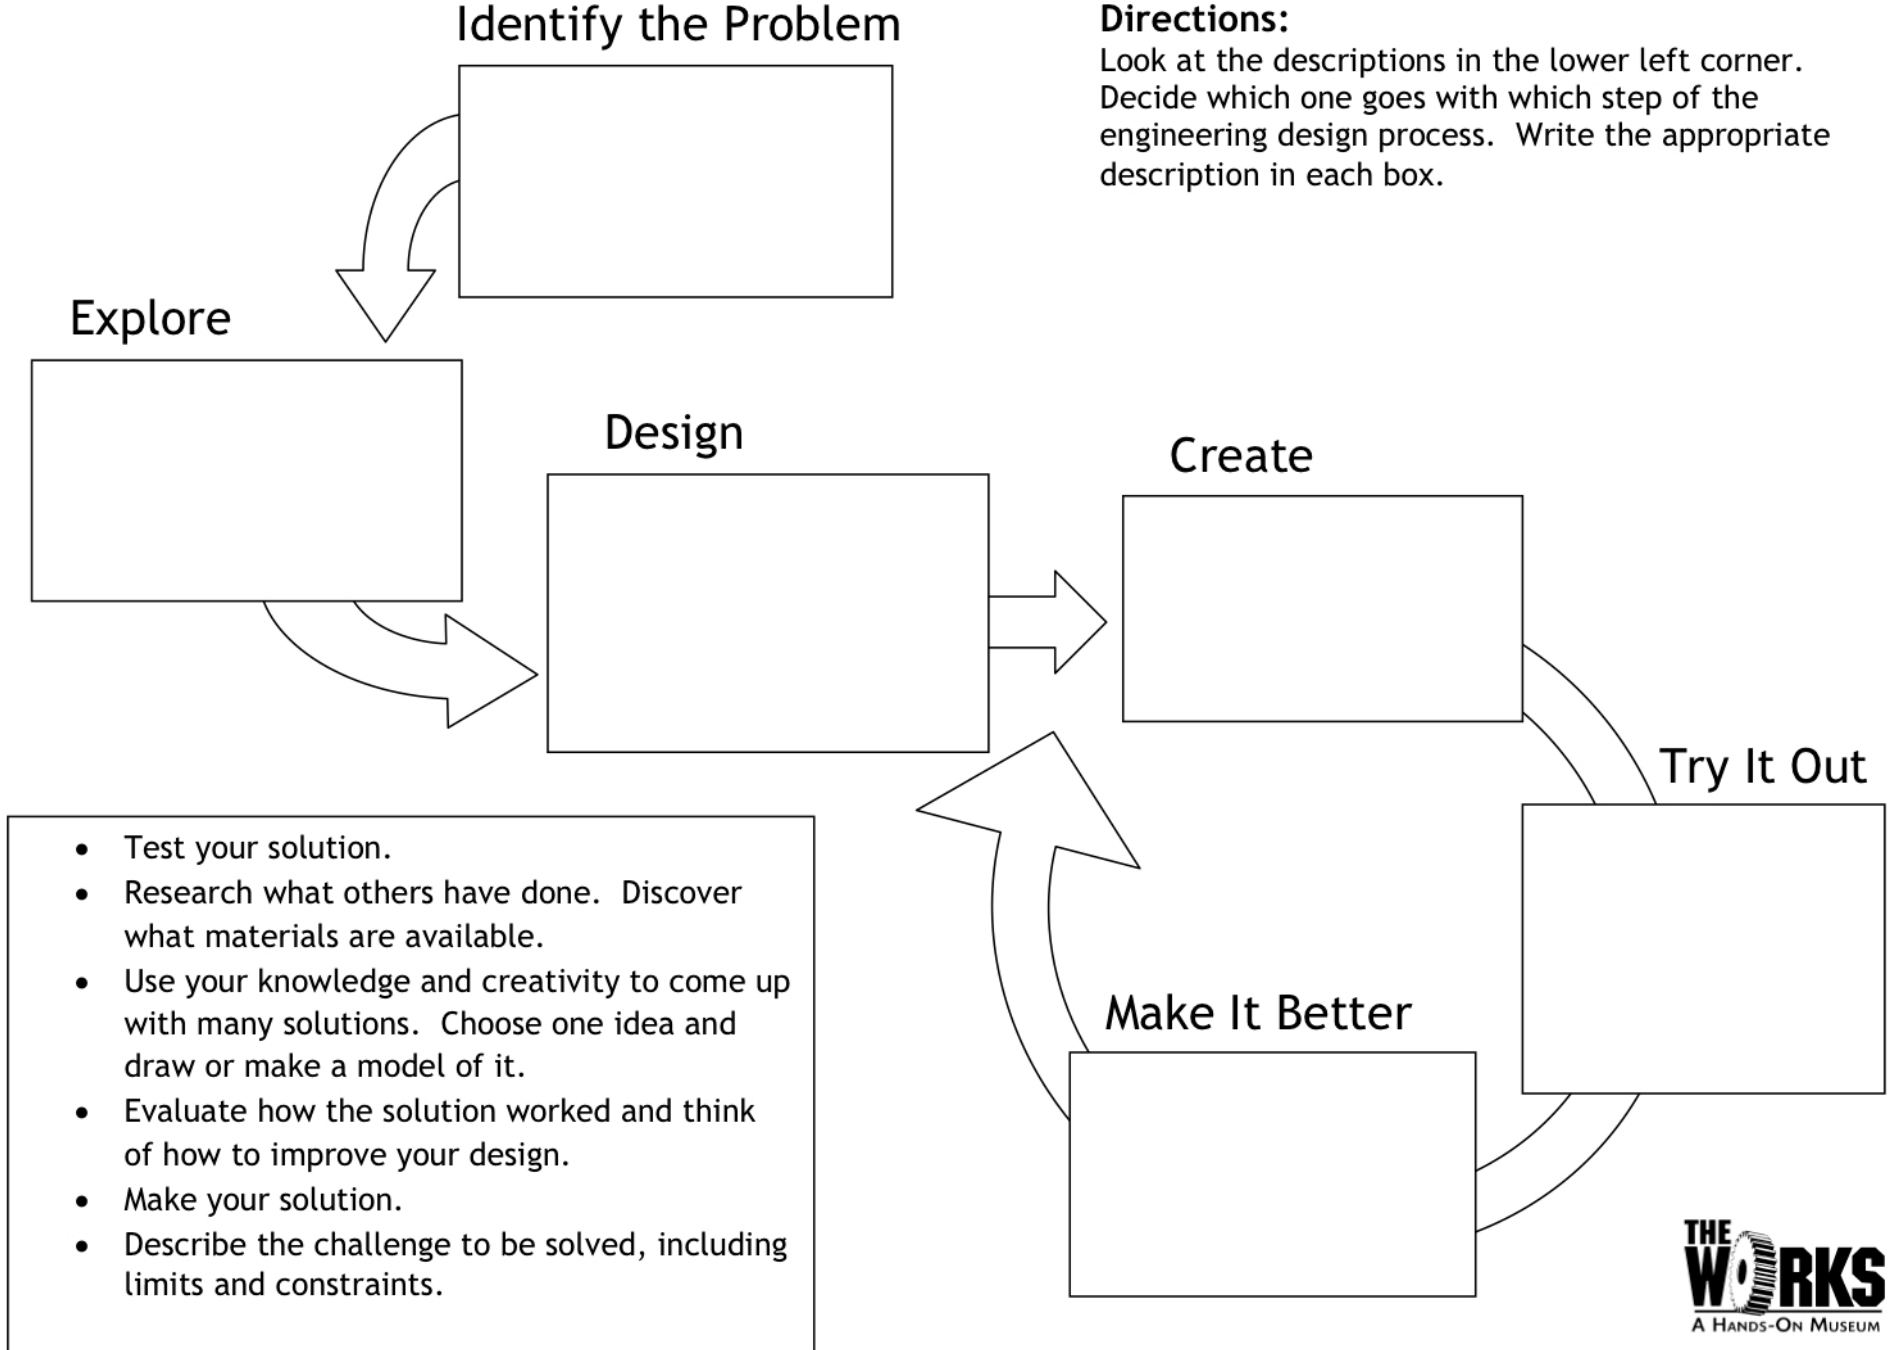 Identify the Problem
Directions:
Look at the descriptions in the lower left corner.
Decide which one goes with which step of the
engineering design process.  Write the appropriate
description in each box.
Explore
Design
Create
Try It Out
Make It Better
• Test your solution.
• Research what others have done.  Discover
what materials are available.
• Use your knowledge and creativity to come up
with many solutions.  Choose one idea and
draw or make a model of it.
• Evaluate how the solution worked and think
of how to improve your design.
• Make your solution.
• Describe the challenge to be solved, including
limits and constraints.
THE
WORKS
A HANDS-ON MUSEUM